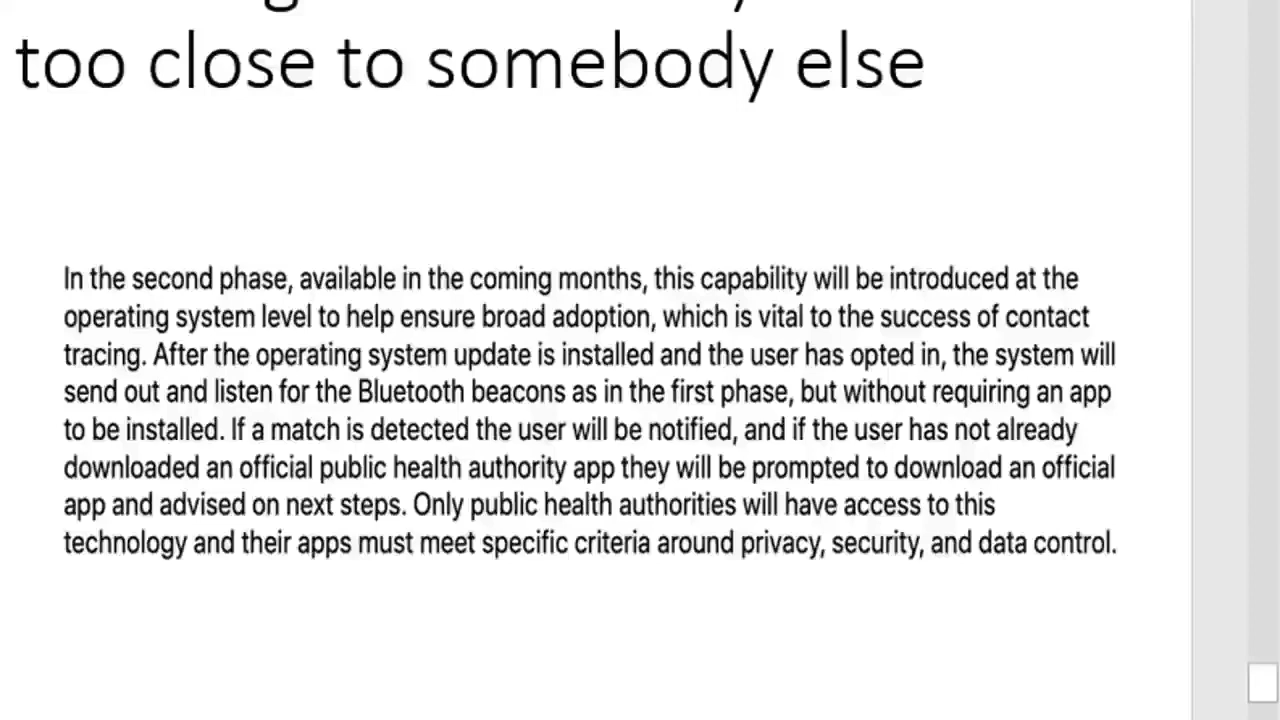 too close to somebody else
In the second phase, available in the coming months, this capability will be introduced at the
operating system level to help ensure broad adoption, which is vital to the success of contact
tracing. After the operating system update is installed and the user has opted in, the system will
send out and listen for the Bluetooth beacons as in the first phase, but without requiring an app
to be installed. If a match is detected the user will be notified, and if the user has not already
downloaded an official public health authority app they will be prompted to download an official
app and advised on next steps. Only public health authorities will have access to this
technology and their apps must meet specific criteria around privacy, security, and data control.